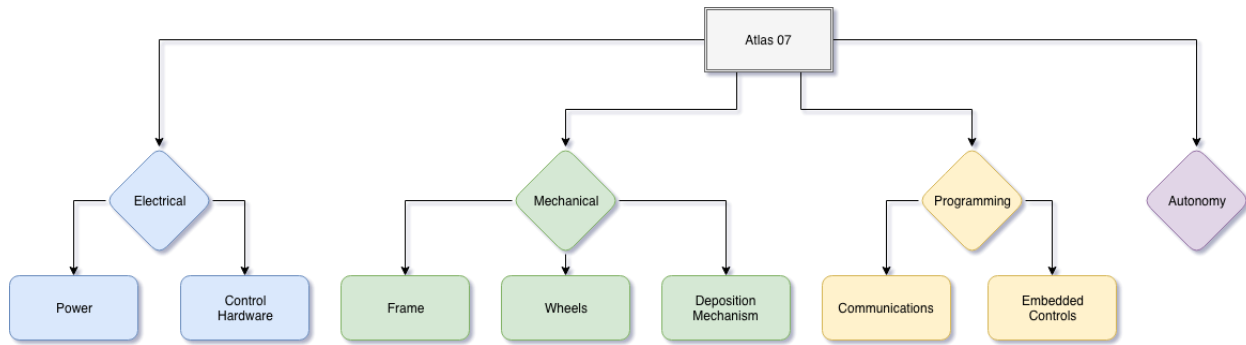 Atlas 07
Electrical
Mechanical
Programming
Autonomy
Power
Control
Hardware
Frame
Wheels
Deposition
Mechanism
Communications
Embedded
Controls